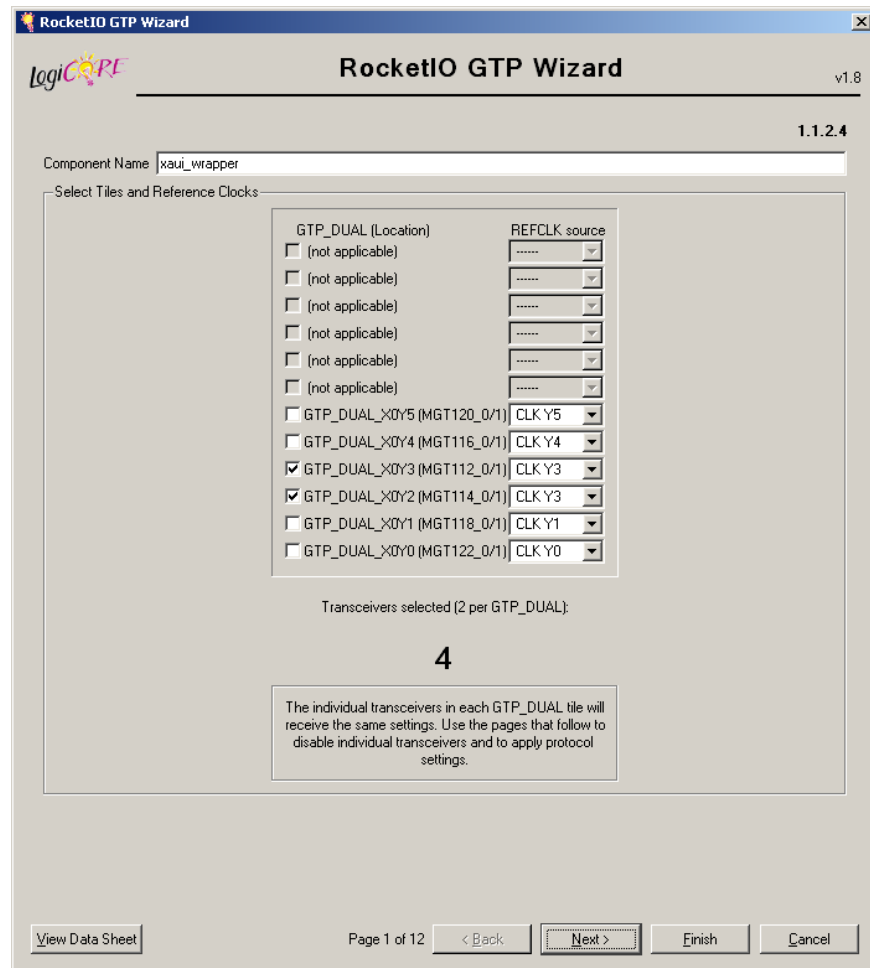 RocketIO GTP Wizard
LogiCORE
RocketIO GTP Wizard
v1.8
1.1.2.4
Component Name xaui_wrapper
Select Tiles and Reference Clocks
GTP_DUAL (Location) REFCLK source
(not applicable) ------
(not applicable) ------
(not applicable) ------
(not applicable) ------
(not applicable) ------
(not applicable) ------
GTP_DUAL_X0Y5 (MGT120_0/1) CLK Y5
GTP_DUAL_X0Y4 (MGT116_0/1) CLK Y4
GTP_DUAL_X0Y3 (MGT112_0/1) CLK Y3
GTP_DUAL_X0Y2 (MGT114_0/1) CLK Y3
GTP_DUAL_X0Y1 (MGT118_0/1) CLK Y1
GTP_DUAL_X0Y0 (MGT122_0/1) CLK Y0
Transceivers selected (2 per GTP_DUAL):
4
The individual transceivers in each GTP_DUAL tile will
receive the same settings. Use the pages that follow to
disable individual transceivers and to apply protocol
settings.
View Data Sheet Page 1 of 12 < Back Next > Finish Cancel